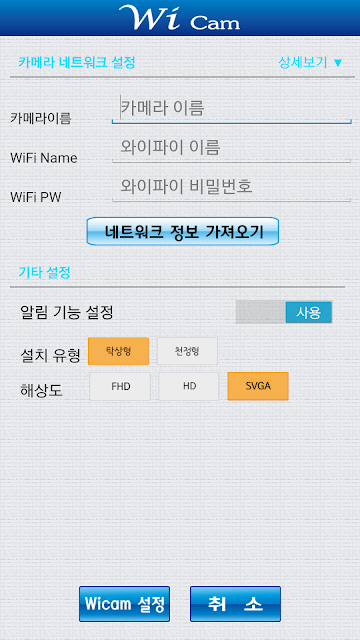 Wi Cam
카메라 네트워크 설정 상세보기 ▼
카메라이름 카메라 이름
WiFi Name 와이파이 이름
WiFi PW 와이파이 비밀번호
네트워크 정보 가져오기
기타 설정
알림 기능 설정 사용
설치 유형 탁상형 천정형
해상도 FHD HD SVGA
Wicam 설정 취 소